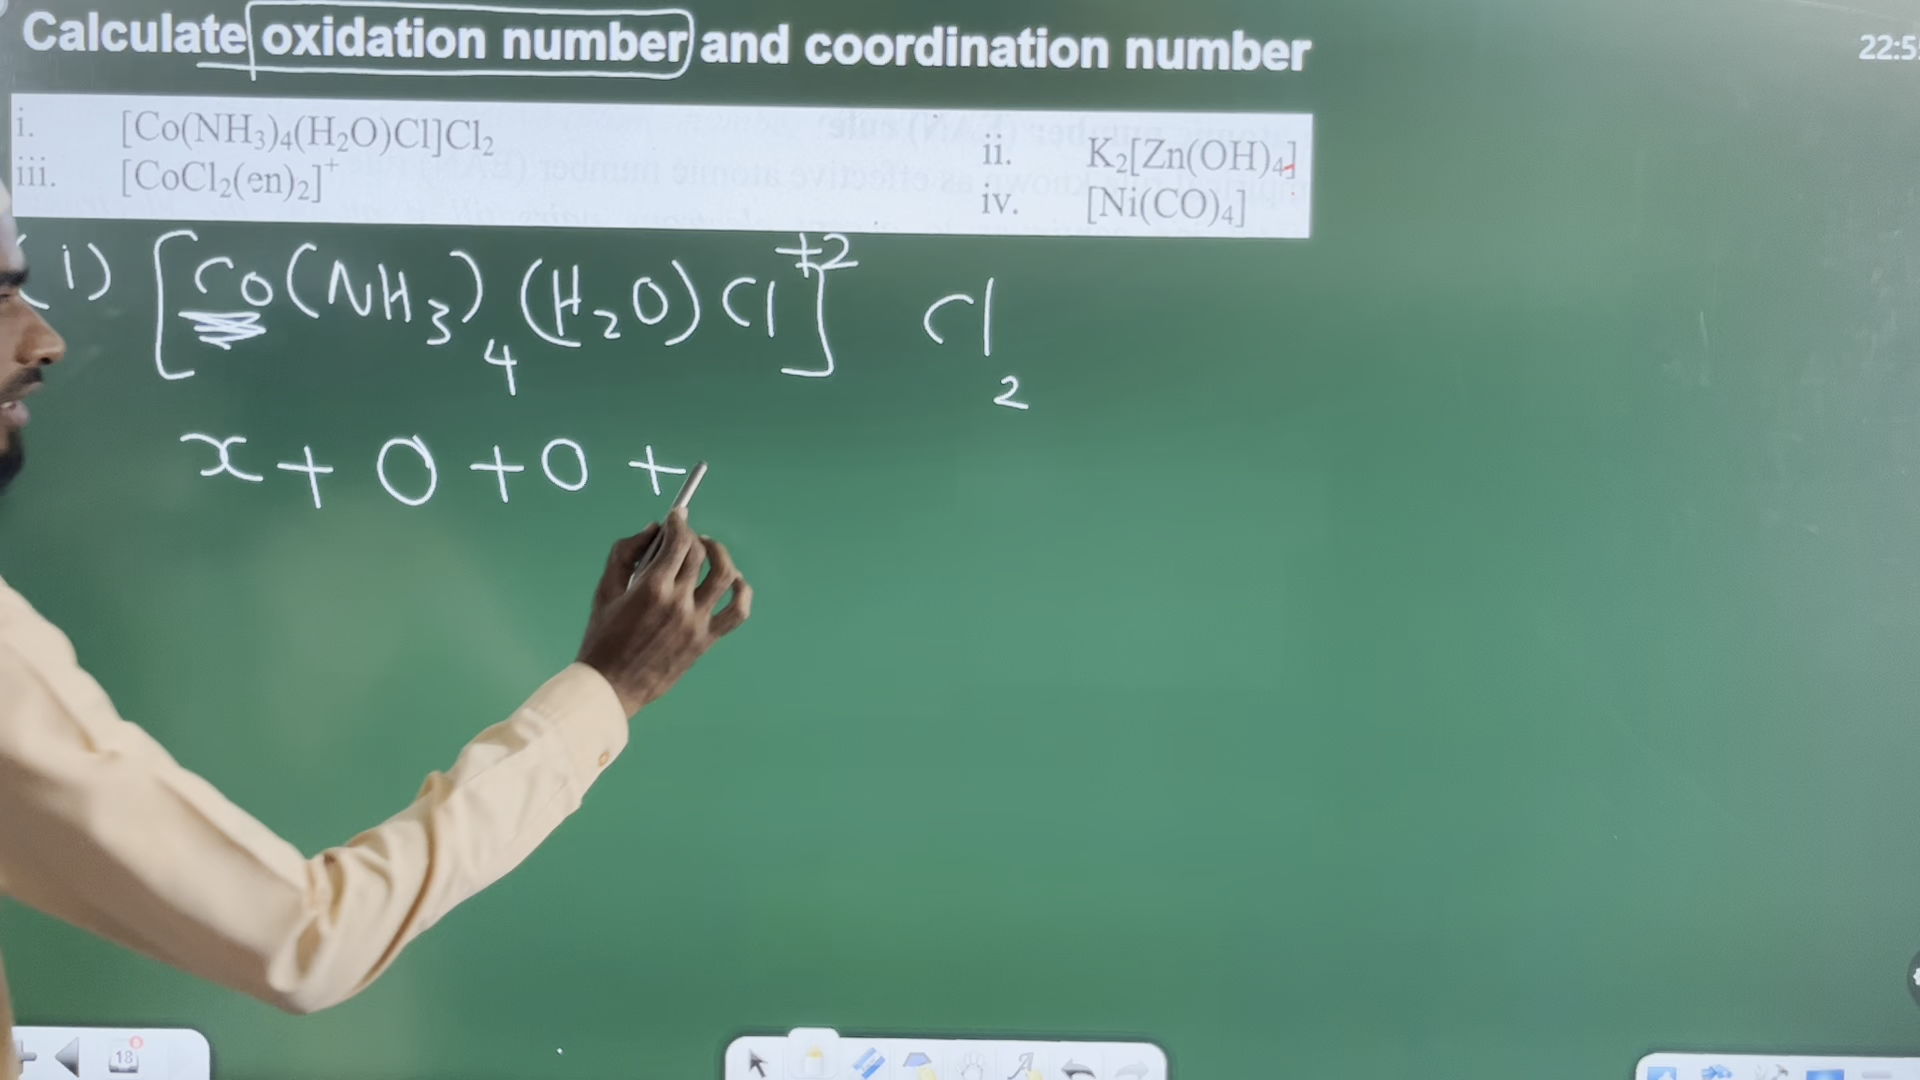 Calculate oxidation number and coordination number
22:5
i. [Co(NH₃)₄(H₂O)Cl]Cl₂ ii. K₂[Zn(OH)₄]
iii. [CoCl₂(en)₂]⁺ iv. [Ni(CO)₄]
(i) [Co(NH₃)₄(H₂O)Cl]⁺² Cl₂
x + 0 + 0 +
18